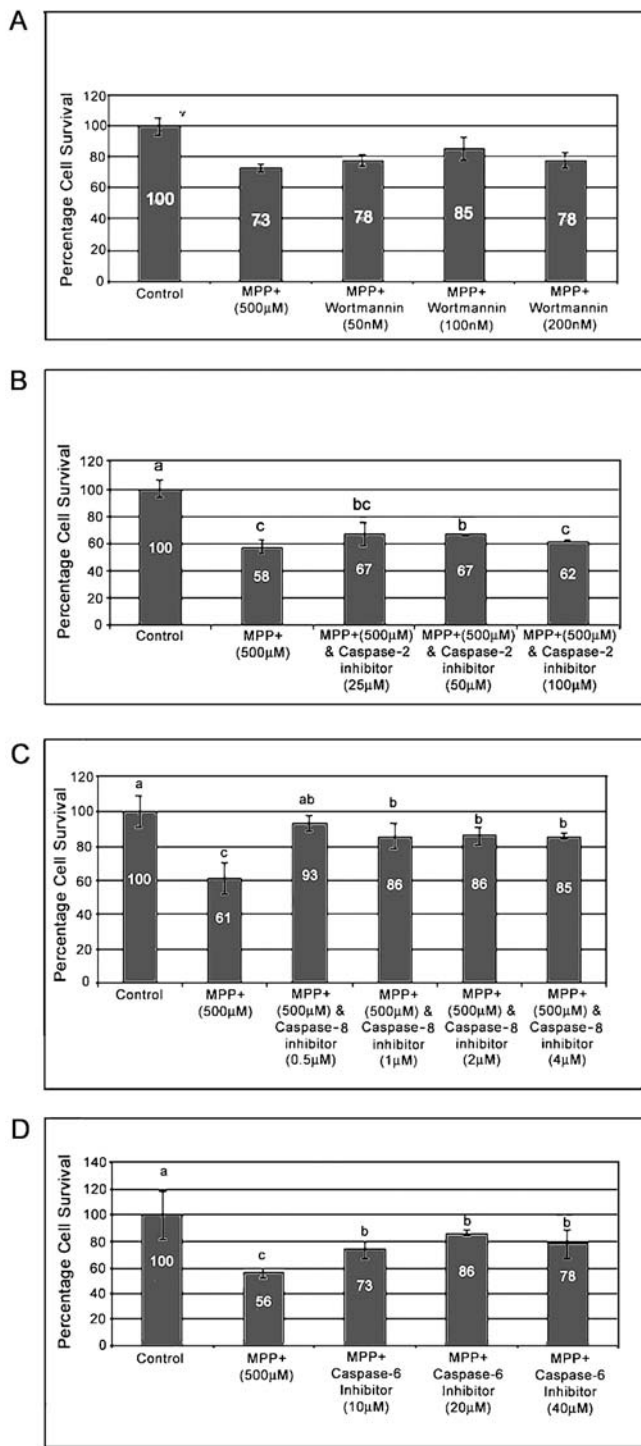 A
Percentage Cell Survival
120
100
80
60
40
20
0
100
73
78
85
78
Control
MPP+
(500µM)
MPP+
Wortmannin
(50nM)
MPP+
Wortmannin
(100nM)
MPP+
Wortmannin
(200nM)
B
Percentage Cell Survival
120
100
80
60
40
20
0
a
c
bc
b
c
100
58
67
67
62
Control
MPP+
(500µM)
MPP+(500µM)
& Caspase-2
inhibitor
(25µM)
MPP+(500µM)
& Caspase-2
inhibitor
(50µM)
MPP+(500µM)
& Caspase-2
inhibitor
(100µM)
C
Percentage Cell Survival
120
100
80
60
40
20
0
a
c
ab
b
b
b
100
61
93
86
86
85
Control
MPP+
(500µM)
MPP+
(500µM) &
Caspase-8
inhibitor
(0.5µM)
MPP+
(500µM) &
Caspase-8
inhibitor
(1µM)
MPP+
(500µM) &
Caspase-8
inhibitor
(2µM)
MPP+
(500µM) &
Caspase-8
inhibitor
(4µM)
D
Percentage Cell Survival
140
120
100
80
60
40
20
0
a
c
b
b
b
100
56
73
86
78
Control
MPP+
(500µM)
MPP+
Caspase-6
Inhibitor
(10µM)
MPP+
Caspase-6
Inhibitor
(20µM)
MPP+
Caspase-6
Inhibitor
(40µM)